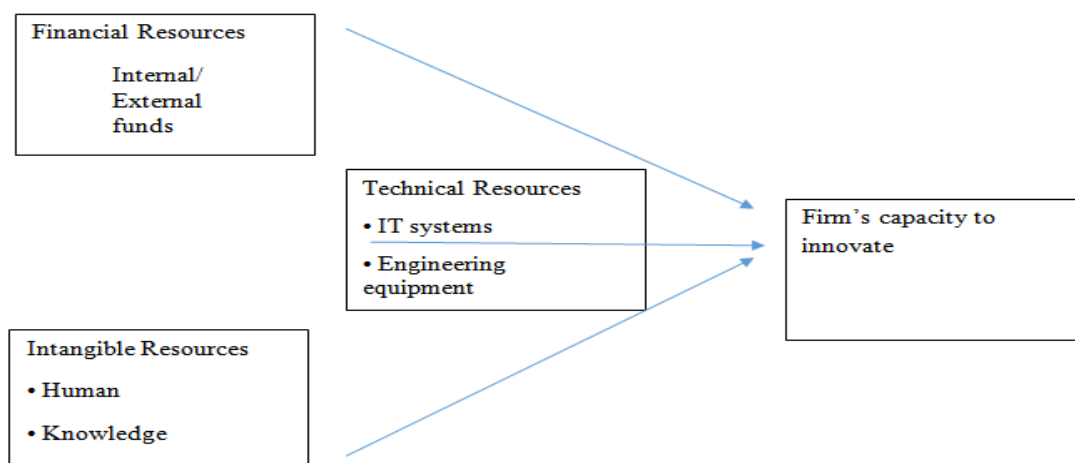 Financial Resources
Internal/
External
funds
Technical Resources
• IT systems
• Engineering
equipment
Firm’s capacity to
innovate
Intangible Resources
• Human
• Knowledge